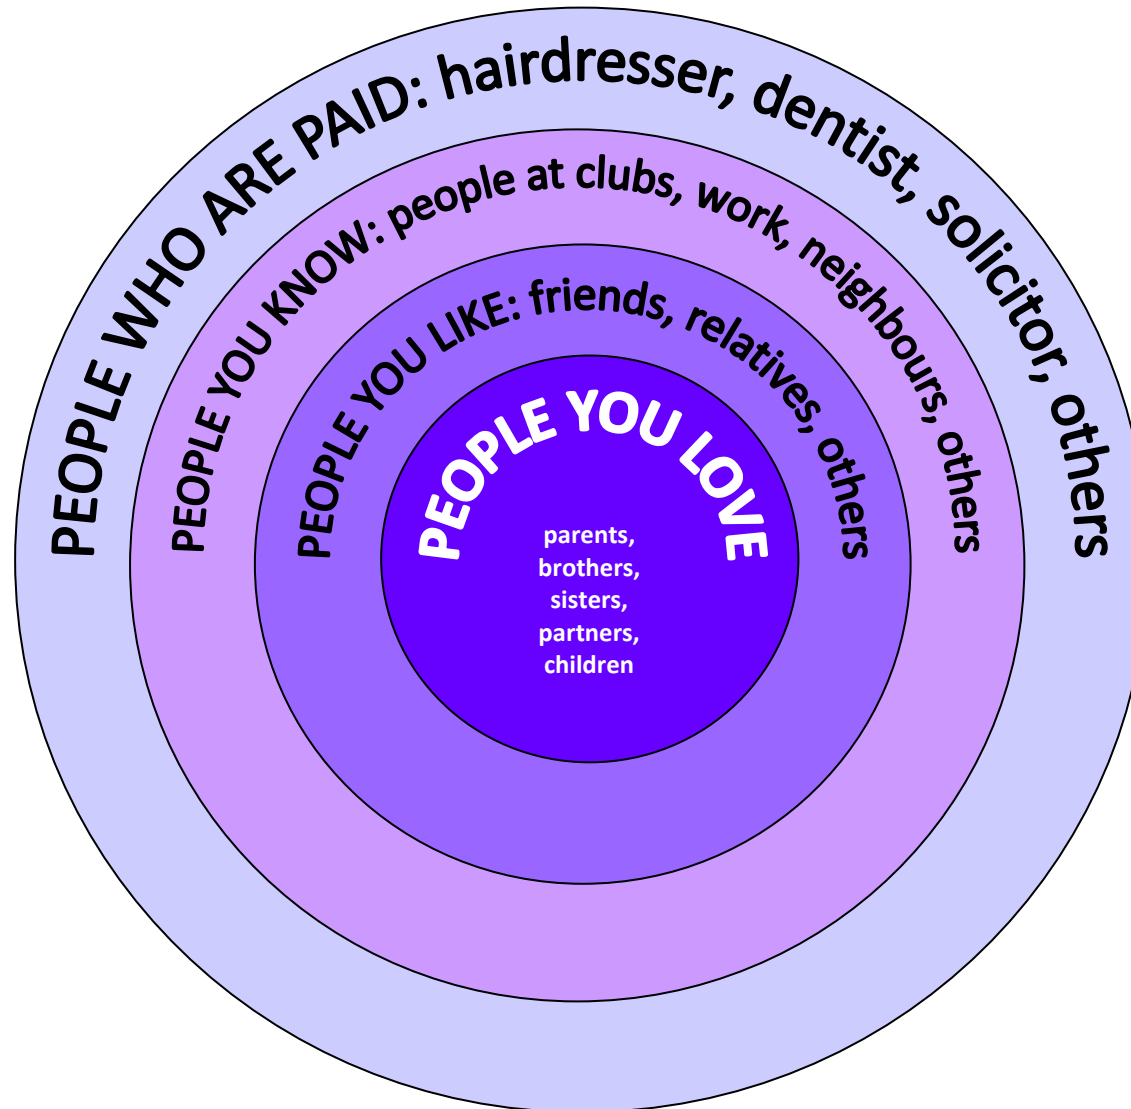 PEOPLE WHO ARE PAID: hairdresser, dentist, solicitor, others
PEOPLE YOU KNOW: people at clubs, work, neighbours, others
PEOPLE YOU LIKE: friends, relatives, others
PEOPLE YOU LOVE
parents,
brothers,
sisters,
partners,
children